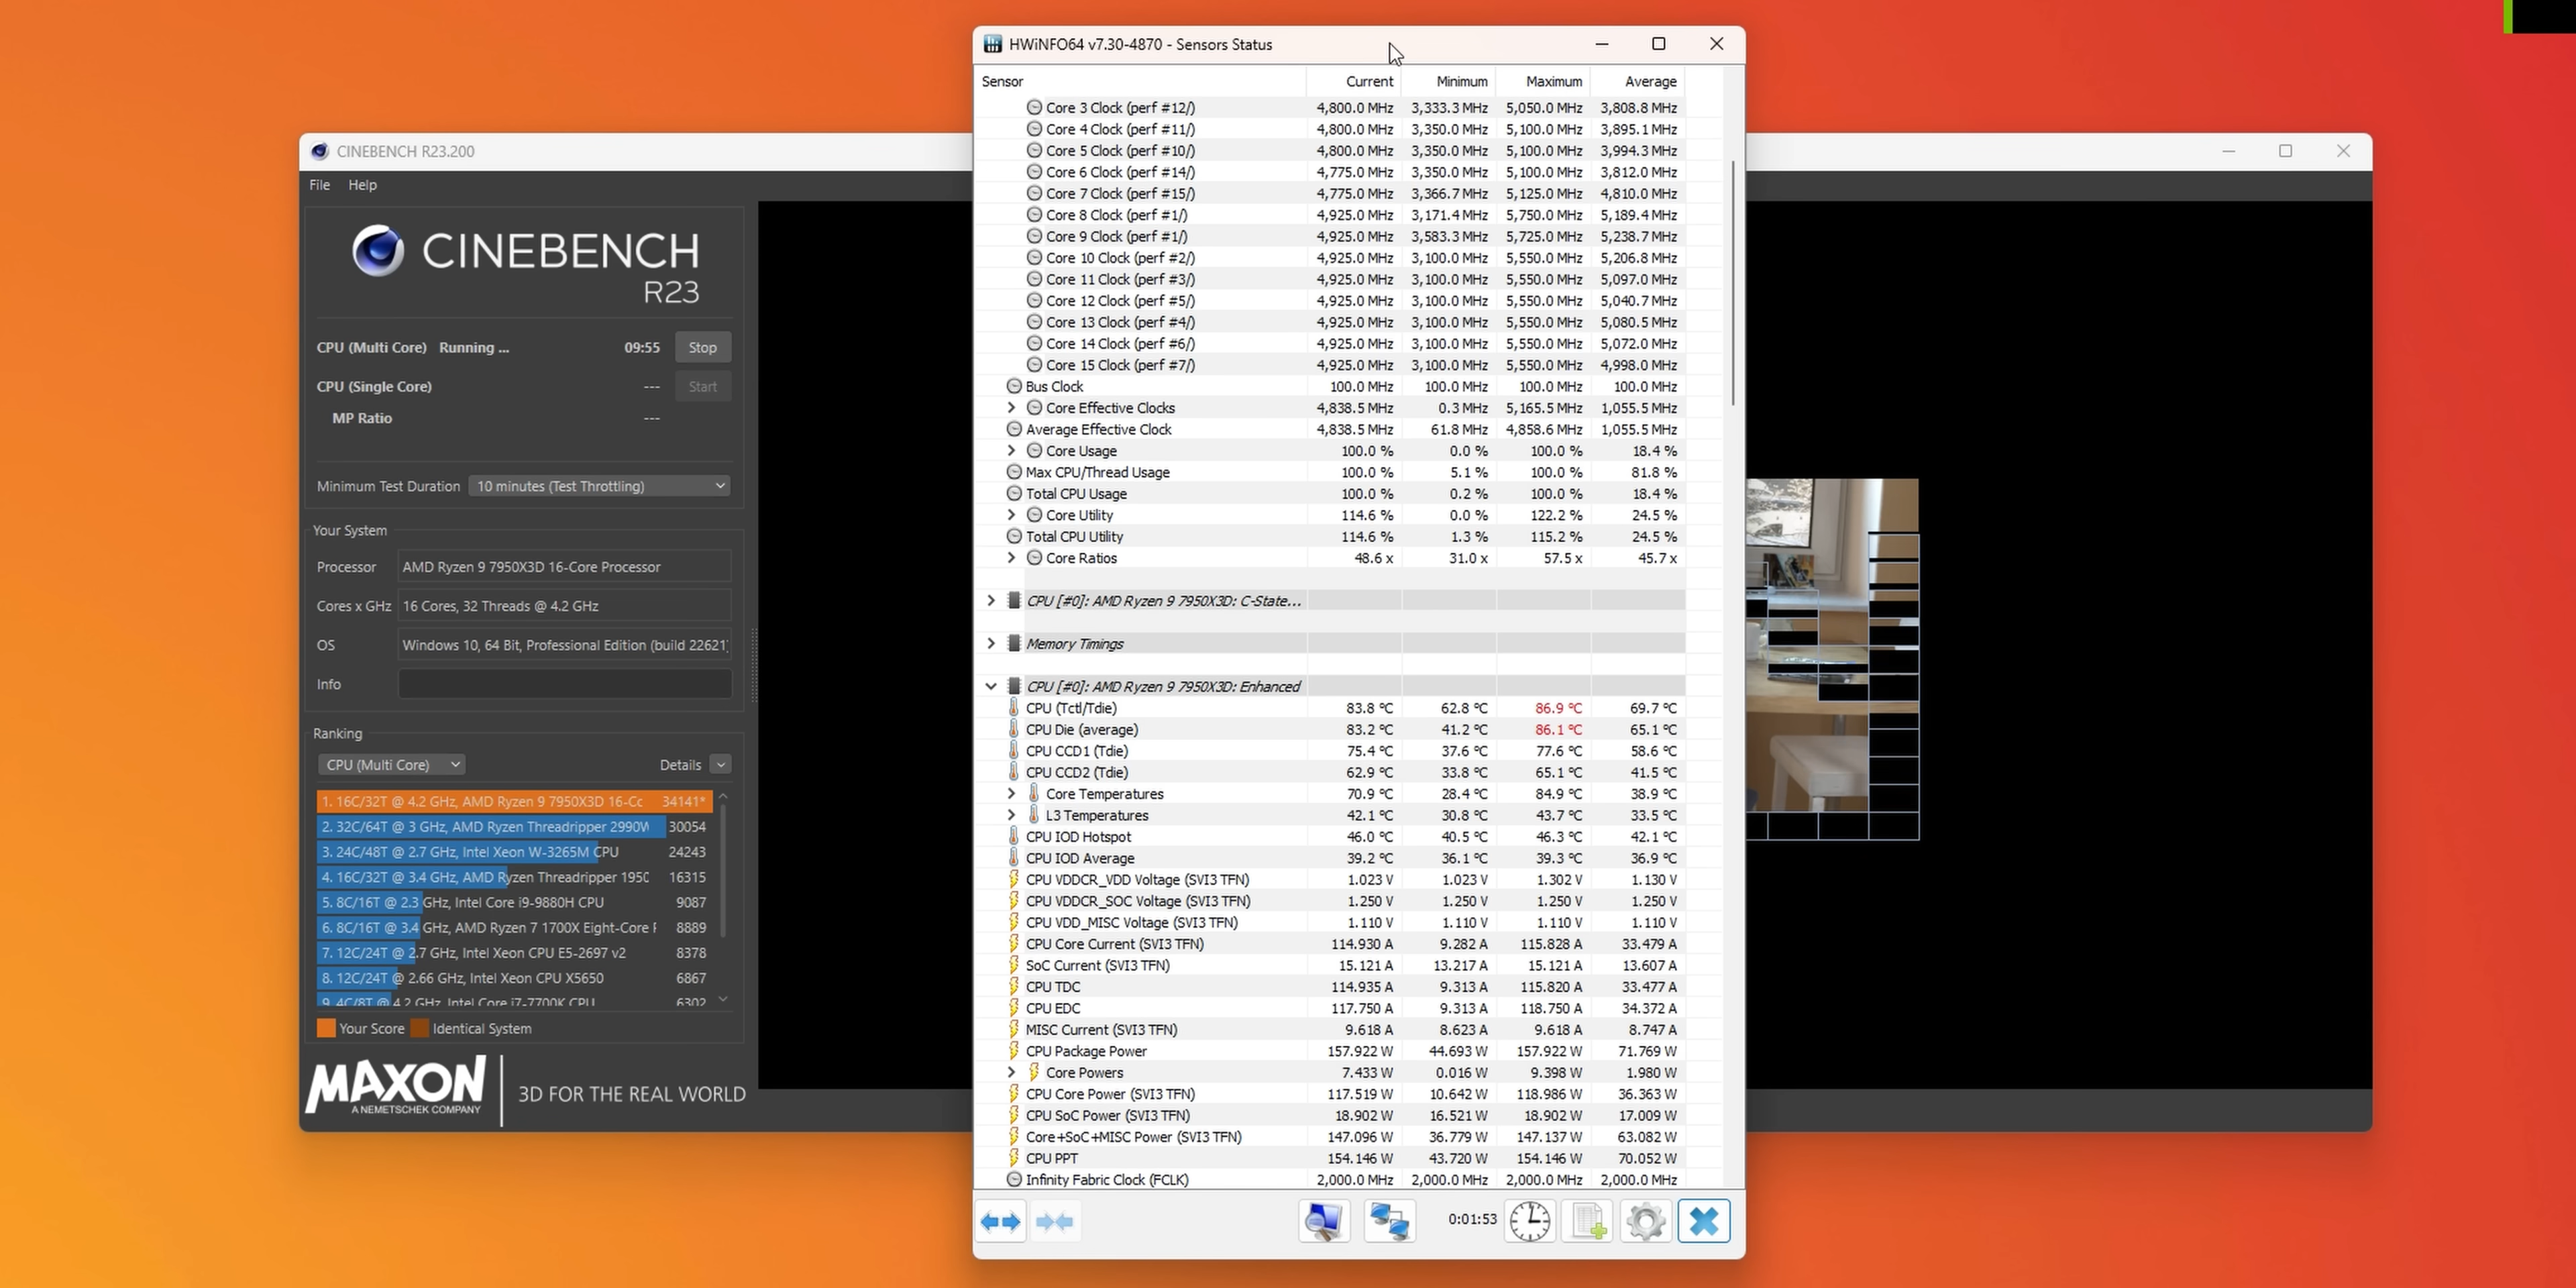 CINEBENCH R23.200
File Help
CINEBENCH
R23
CPU (Multi Core) Running ... 09:55 Stop
CPU (Single Core) --- Start
MP Ratio ---
Minimum Test Duration 10 minutes (Test Throttling)
Your System
Processor AMD Ryzen 9 7950X3D 16-Core Processor
Cores x GHz 16 Cores, 32 Threads @ 4.2 GHz
OS Windows 10, 64 Bit, Professional Edition (build 22621)
Info
Ranking
CPU (Multi Core) Details
1. 16C/32T @ 4.2 GHz, AMD Ryzen 9 7950X3D 16-Cc 34141*
2. 32C/64T @ 3 GHz, AMD Ryzen Threadripper 2990W 30054
3. 24C/48T @ 2.7 GHz, Intel Xeon W-3265M CPU 24243
4. 16C/32T @ 3.4 GHz, AMD Ryzen Threadripper 195C 16315
5. 8C/16T @ 2.3 GHz, Intel Core i9-9880H CPU 9087
6. 8C/16T @ 3.4 GHz, AMD Ryzen 7 1700X Eight-Core F 8889
7. 12C/24T @ 2.7 GHz, Intel Xeon CPU E5-2697 v2 8378
8. 12C/24T @ 2.66 GHz, Intel Xeon CPU X5650 6867
9. 4C/8T @ 4.2 GHz, Intel Core i7-7700K CPU 6302
Your Score Identical System
MAXON
A NEMETSCHEK COMPANY
3D FOR THE REAL WORLD
HWiNFO64 v7.30-4870 - Sensors Status
Sensor Current Minimum Maximum Average
Core 3 Clock (perf #12/) 4,800.0 MHz 3,333.3 MHz 5,050.0 MHz 3,808.8 MHz
Core 4 Clock (perf #11/) 4,800.0 MHz 3,350.0 MHz 5,100.0 MHz 3,895.1 MHz
Core 5 Clock (perf #10/) 4,800.0 MHz 3,350.0 MHz 5,100.0 MHz 3,994.3 MHz
Core 6 Clock (perf #14/) 4,775.0 MHz 3,350.0 MHz 5,100.0 MHz 3,812.0 MHz
Core 7 Clock (perf #15/) 4,775.0 MHz 3,366.7 MHz 5,125.0 MHz 4,810.0 MHz
Core 8 Clock (perf #1/) 4,925.0 MHz 3,171.4 MHz 5,750.0 MHz 5,189.4 MHz
Core 9 Clock (perf #1/) 4,925.0 MHz 3,583.3 MHz 5,725.0 MHz 5,238.7 MHz
Core 10 Clock (perf #2/) 4,925.0 MHz 3,100.0 MHz 5,550.0 MHz 5,206.8 MHz
Core 11 Clock (perf #3/) 4,925.0 MHz 3,100.0 MHz 5,550.0 MHz 5,097.0 MHz
Core 12 Clock (perf #5/) 4,925.0 MHz 3,100.0 MHz 5,550.0 MHz 5,040.7 MHz
Core 13 Clock (perf #4/) 4,925.0 MHz 3,100.0 MHz 5,550.0 MHz 5,080.5 MHz
Core 14 Clock (perf #6/) 4,925.0 MHz 3,100.0 MHz 5,550.0 MHz 5,072.0 MHz
Core 15 Clock (perf #7/) 4,925.0 MHz 3,100.0 MHz 5,550.0 MHz 4,998.0 MHz
Bus Clock 100.0 MHz 100.0 MHz 100.0 MHz 100.0 MHz
Core Effective Clocks 4,838.5 MHz 0.3 MHz 5,165.5 MHz 1,055.5 MHz
Average Effective Clock 4,838.5 MHz 61.8 MHz 4,858.6 MHz 1,055.5 MHz
Core Usage 100.0 % 0.0 % 100.0 % 18.4 %
Max CPU/Thread Usage 100.0 % 5.1 % 100.0 % 81.8 %
Total CPU Usage 100.0 % 0.2 % 100.0 % 18.4 %
Core Utility 114.6 % 0.0 % 122.2 % 24.5 %
Total CPU Utility 114.6 % 1.3 % 115.2 % 24.5 %
Core Ratios 48.6 x 31.0 x 57.5 x 45.7 x
CPU [#0]: AMD Ryzen 9 7950X3D: C-State...
Memory Timings
CPU [#0]: AMD Ryzen 9 7950X3D: Enhanced
CPU (Tctl/Tdie) 83.8 °C 62.8 °C 86.9 °C 69.7 °C
CPU Die (average) 83.2 °C 41.2 °C 86.1 °C 65.1 °C
CPU CCD1 (Tdie) 75.4 °C 37.6 °C 77.6 °C 58.6 °C
CPU CCD2 (Tdie) 62.9 °C 33.8 °C 65.1 °C 41.5 °C
Core Temperatures 70.9 °C 28.4 °C 84.9 °C 38.9 °C
L3 Temperatures 42.1 °C 30.8 °C 43.7 °C 33.5 °C
CPU IOD Hotspot 46.0 °C 40.5 °C 46.3 °C 42.1 °C
CPU IOD Average 39.2 °C 36.1 °C 39.3 °C 36.9 °C
CPU VDDCR_VDD Voltage (SVI3 TFN) 1.023 V 1.023 V 1.302 V 1.130 V
CPU VDDCR_SOC Voltage (SVI3 TFN) 1.250 V 1.250 V 1.250 V 1.250 V
CPU VDD_MISC Voltage (SVI3 TFN) 1.110 V 1.110 V 1.110 V 1.110 V
CPU Core Current (SVI3 TFN) 114.930 A 9.282 A 115.828 A 33.479 A
SoC Current (SVI3 TFN) 15.121 A 13.217 A 15.121 A 13.607 A
CPU TDC 114.935 A 9.313 A 115.820 A 33.477 A
CPU EDC 117.750 A 9.313 A 118.750 A 34.372 A
MISC Current (SVI3 TFN) 9.618 A 8.623 A 9.618 A 8.747 A
CPU Package Power 157.922 W 44.693 W 157.922 W 71.769 W
Core Powers 7.433 W 0.016 W 9.398 W 1.980 W
CPU Core Power (SVI3 TFN) 117.519 W 10.642 W 118.986 W 36.363 W
CPU SoC Power (SVI3 TFN) 18.902 W 16.521 W 18.902 W 17.009 W
Core+SoC+MISC Power (SVI3 TFN) 147.096 W 36.779 W 147.137 W 63.082 W
CPU PPT 154.146 W 43.720 W 154.146 W 70.052 W
Infinity Fabric Clock (FCLK) 2,000.0 MHz 2,000.0 MHz 2,000.0 MHz 2,000.0 MHz
0:01:53